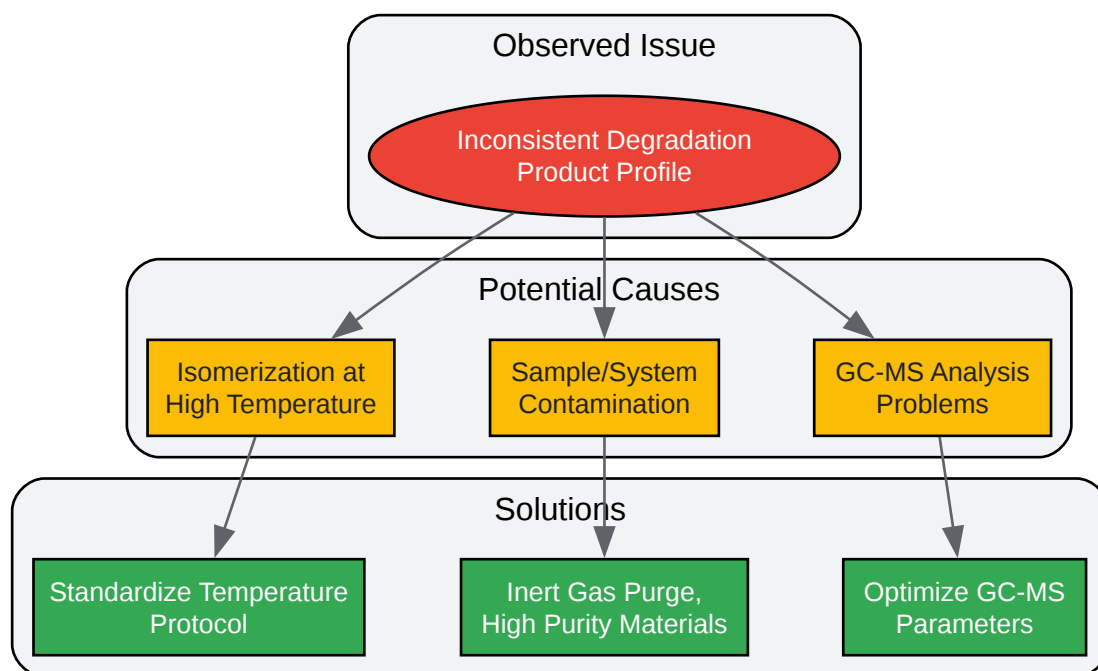 Observed Issue
Inconsistent Degradation
Product Profile
Potential Causes
Isomerization at
High Temperature
Sample/System
Contamination
GC-MS Analysis
Problems
Solutions
Standardize Temperature
Protocol
Inert Gas Purge,
High Purity Materials
Optimize GC-MS
Parameters